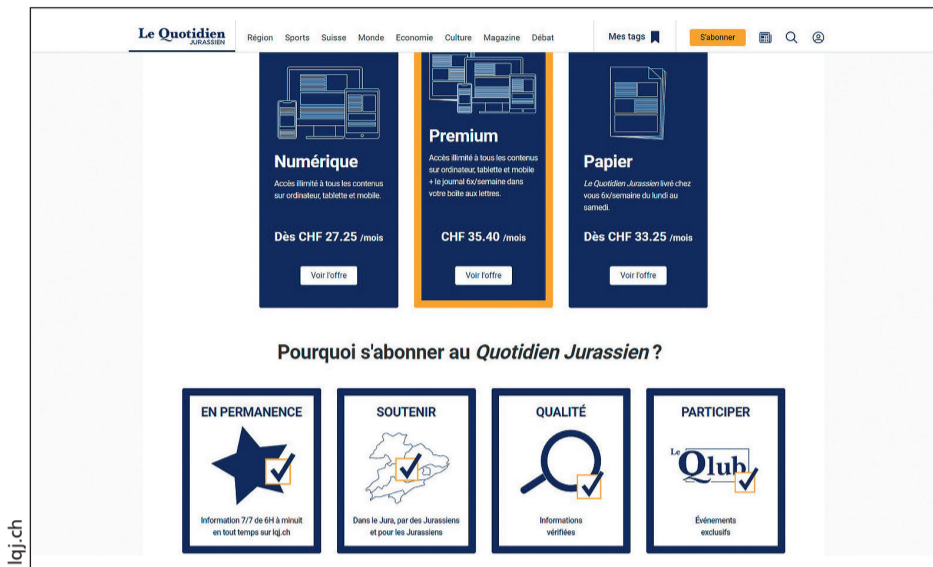 Le Quotidien
JURASSIEN
Région Sports Suisse Monde Economie Culture Magazine Débat
Mes tags
S'abonner
Numérique
Accès illimité à tous les contenus
sur ordinateur, tablette et mobile.
Dès CHF 27.25 /mois
Voir l'offre
Premium
Accès illimité à tous les contenus
sur ordinateur, tablette et mobile
+ le journal 6x/semaine dans
votre boîte aux lettres.
CHF 35.40 /mois
Voir l'offre
Papier
Le Quotidien Jurassien livré chez
vous 6x/semaine du lundi au
samedi.
Dès CHF 33.25 /mois
Voir l'offre
Pourquoi s'abonner au Quotidien Jurassien ?
EN PERMANENCE
Information 7/7 de 6H à minuit
en tout temps sur lqj.ch
SOUTENIR
Dans le Jura, par des Jurassiens
et pour les Jurassiens
QUALITÉ
Informations
vérifiées
PARTICIPER
Le Qlub
Événements
exclusifs
lqj.ch